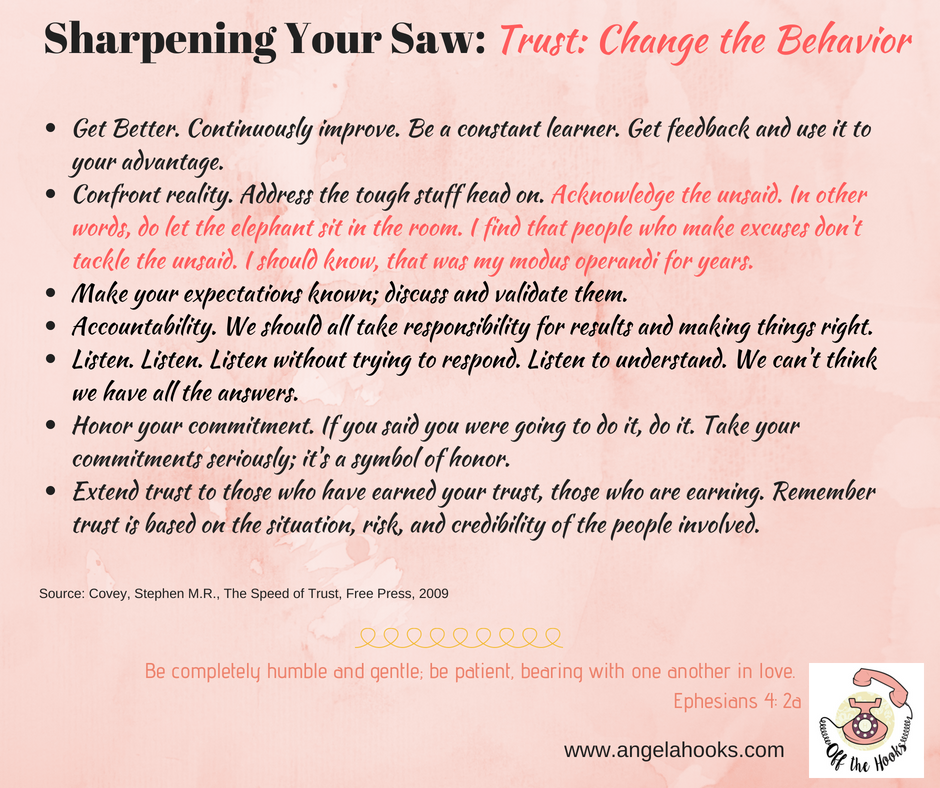 Sharpening Your Saw: Trust: Change the Behavior
Get Better. Continuously improve. Be a constant learner. Get feedback and use it to
your advantage.
Confront reality. Address the tough stuff head on. Acknowledge the unsaid. In other
words, do let the elephant sit in the room. I find that people who make excuses don't
tackle the unsaid. I should know, that was my modus operandi for years.
Make your expectations known; discuss and validate them.
Accountability. We should all take responsibility for results and making things right.
Listen. Listen. Listen without trying to respond. Listen to understand. We can't think
we have all the answers.
Honor your commitment. If you said you were going to do it, do it. Take your
commitments seriously; it's a symbol of honor.
Extend trust to those who have earned your trust, those who are earning. Remember
trust is based on the situation, risk, and credibility of the people involved.
Source: Covey, Stephen M.R., The Speed of Trust, Free Press, 2009
Be completely humble and gentle; be patient, bearing with one another in love.
Ephesians 4: 2a
www.angelahooks.com
Off the Hooks